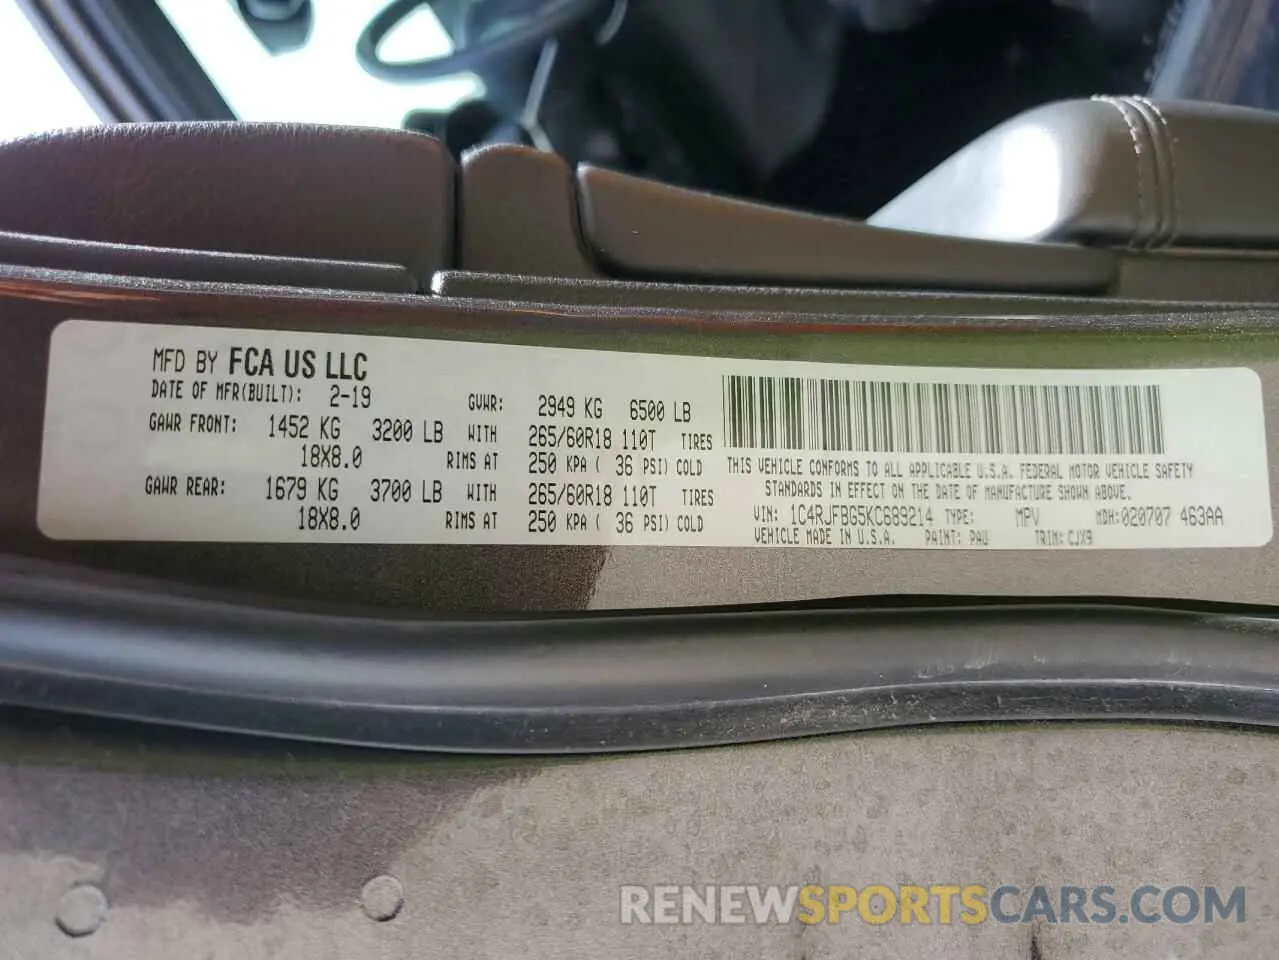 MFD BY FCA US LLC
DATE OF MFR(BUILT): 2-19 GVWR: 2949 KG 6500 LB
GAWR FRONT: 1452 KG 3200 LB WITH 265/60R18 110T TIRES
18X8.0 RIMS AT 250 KPA ( 36 PSI) COLD
GAWR REAR: 1679 KG 3700 LB WITH 265/60R18 110T TIRES
18X8.0 RIMS AT 250 KPA ( 36 PSI) COLD
THIS VEHICLE CONFORMS TO ALL APPLICABLE U.S.A. FEDERAL MOTOR VEHICLE SAFETY
STANDARDS IN EFFECT ON THE DATE OF MANUFACTURE SHOWN ABOVE.
VIN: 1C4RJFBG5KC689214 TYPE: MPV MDH:020707 463AA
VEHICLE MADE IN U.S.A. PAINT: PAU TRIM:CJX9
RENEWSPORTSCARS.COM